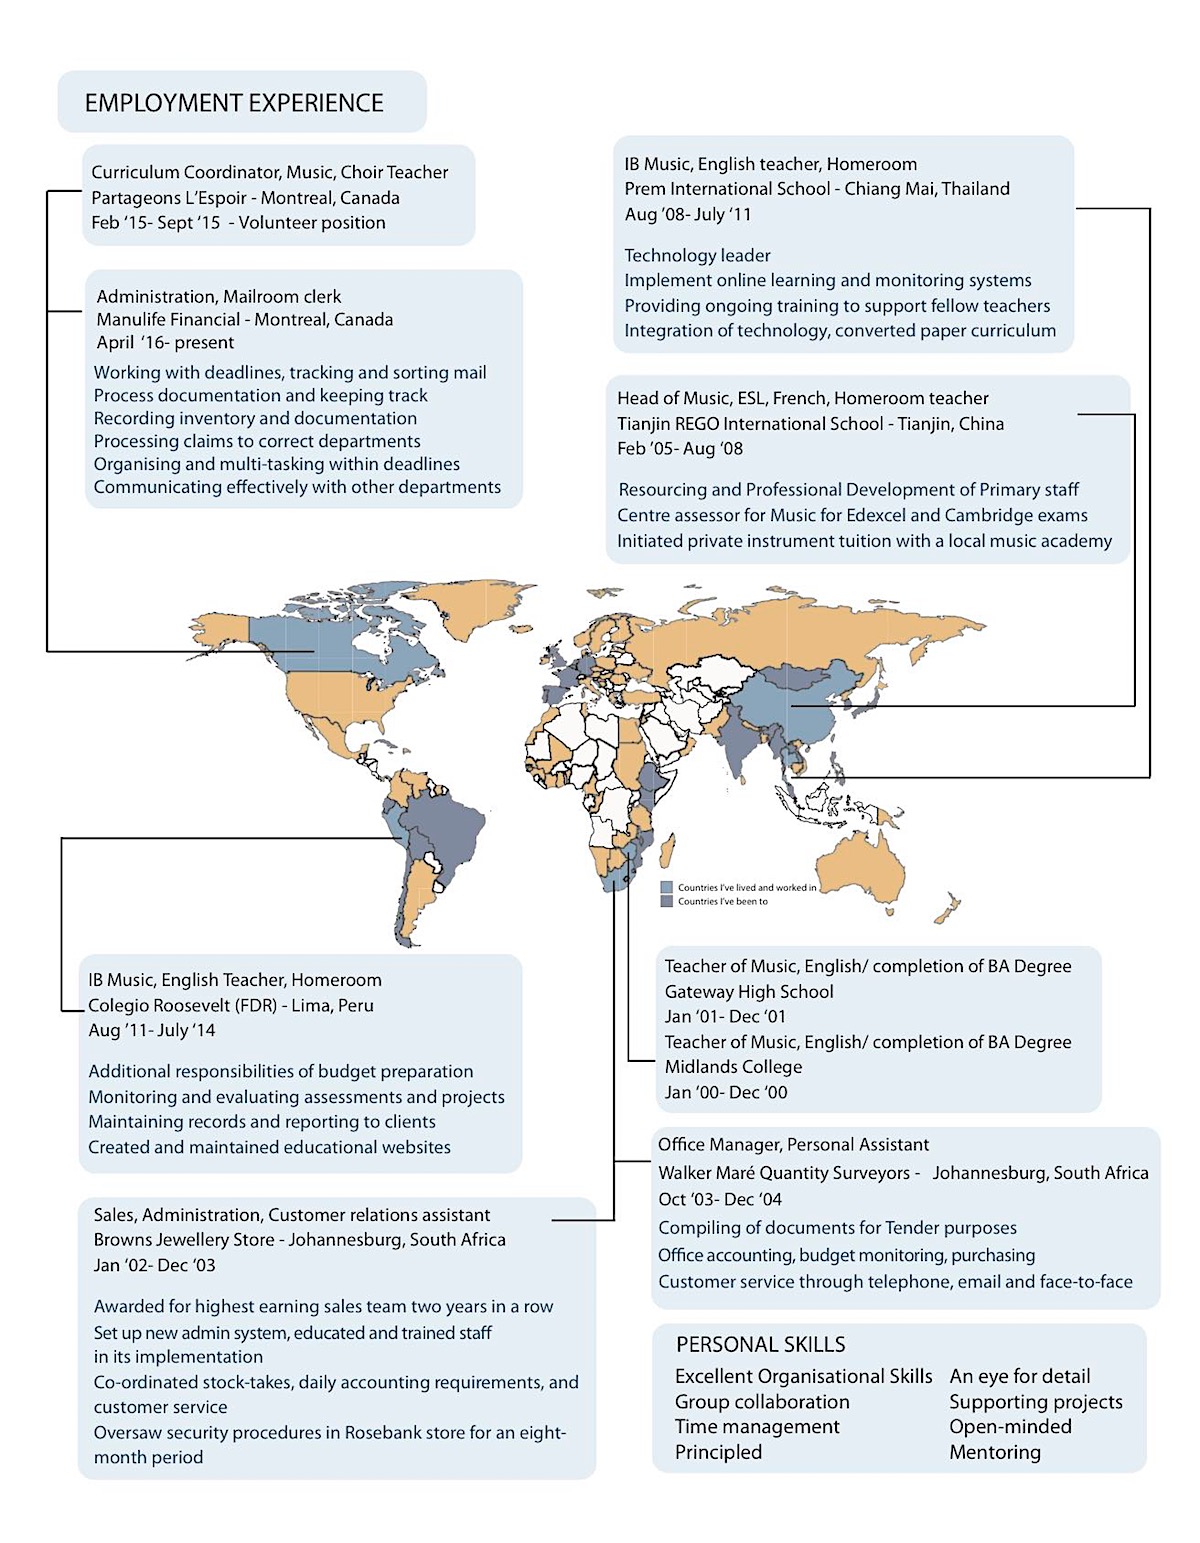 EMPLOYMENT EXPERIENCE
Curriculum Coordinator, Music, Choir Teacher
Partageons L’Espoir - Montreal, Canada
Feb ‘15- Sept ‘15 - Volunteer position
Administration, Mailroom clerk
Manulife Financial - Montreal, Canada
April ‘16- present
Working with deadlines, tracking and sorting mail
Process documentation and keeping track
Recording inventory and documentation
Processing claims to correct departments
Organising and multi-tasking within deadlines
Communicating effectively with other departments
IB Music, English teacher, Homeroom
Prem International School - Chiang Mai, Thailand
Aug ‘08- July ‘11
Technology leader
Implement online learning and monitoring systems
Providing ongoing training to support fellow teachers
Integration of technology, converted paper curriculum
Head of Music, ESL, French, Homeroom teacher
Tianjin REGO International School - Tianjin, China
Feb ’05- Aug ‘08
Resourcing and Professional Development of Primary staff
Centre assessor for Music for Edexcel and Cambridge exams
Initiated private instrument tuition with a local music academy
Countries I've lived and worked in
Countries I've been to
IB Music, English Teacher, Homeroom
Colegio Roosevelt (FDR) - Lima, Peru
Aug ’11- July ‘14
Additional responsibilities of budget preparation
Monitoring and evaluating assessments and projects
Maintaining records and reporting to clients
Created and maintained educational websites
Teacher of Music, English/ completion of BA Degree
Gateway High School
Jan ‘01- Dec ‘01
Teacher of Music, English/ completion of BA Degree
Midlands College
Jan ‘00- Dec ‘00
Office Manager, Personal Assistant
Walker Maré Quantity Surveyors - Johannesburg, South Africa
Oct ‘03- Dec ‘04
Compiling of documents for Tender purposes
Office accounting, budget monitoring, purchasing
Customer service through telephone, email and face-to-face
Sales, Administration, Customer relations assistant
Browns Jewellery Store - Johannesburg, South Africa
Jan ‘02- Dec ‘03
Awarded for highest earning sales team two years in a row
Set up new admin system, educated and trained staff
in its implementation
Co-ordinated stock-takes, daily accounting requirements, and
customer service
Oversaw security procedures in Rosebank store for an eight-
month period
PERSONAL SKILLS
Excellent Organisational Skills An eye for detail
Group collaboration Supporting projects
Time management Open-minded
Principled Mentoring